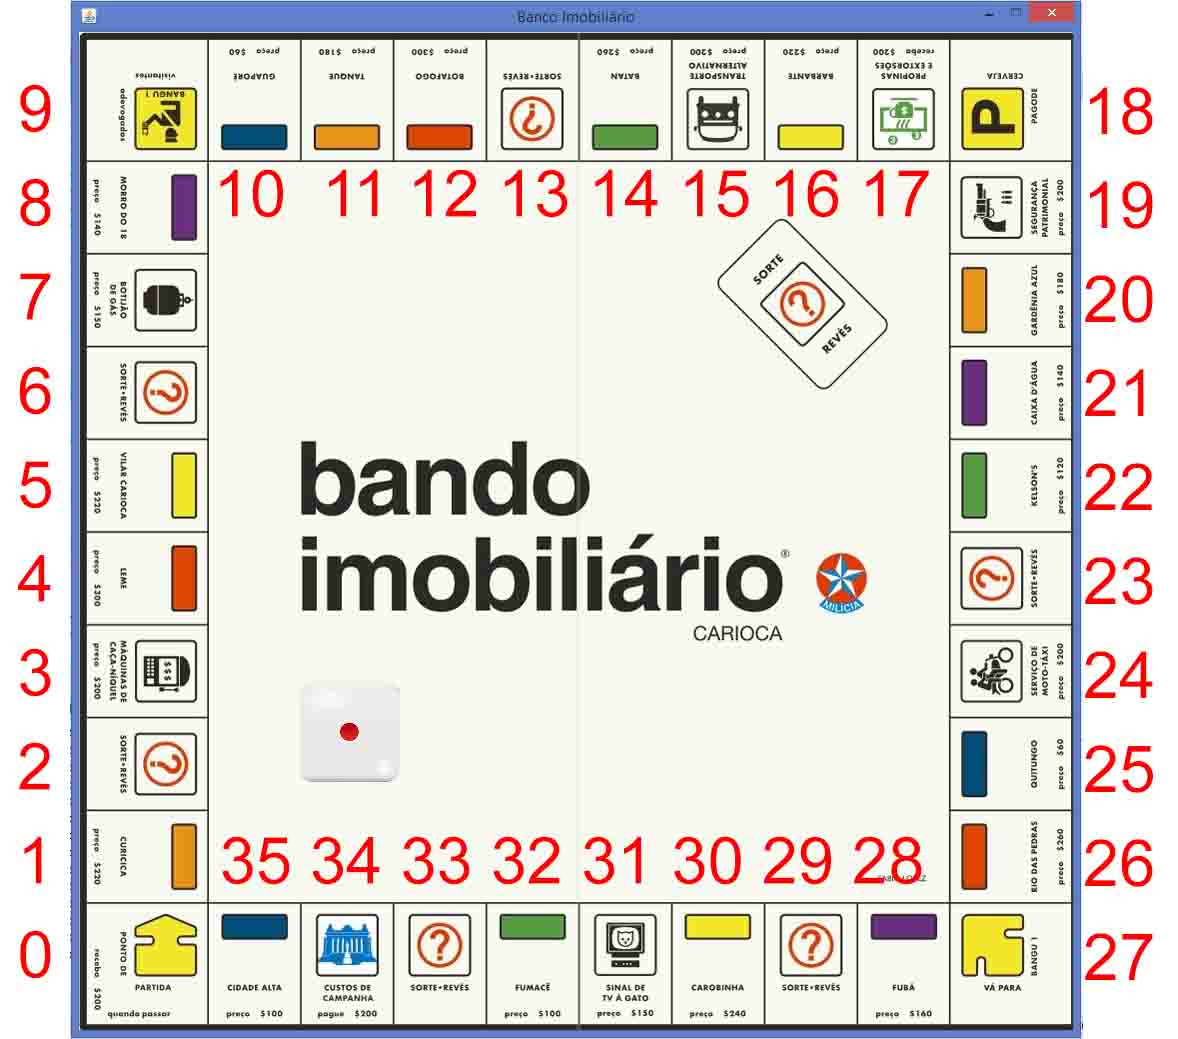 Banco Imobiliário
visitantes
advogados
BANGU 1
GUAPORÉ
preço $60
TANQUE
preço $180
BOTAFOGO
preço $300
SORTE•REVÉS
BATAN
preço $260
TRANSPORTE
ALTERNATIVO
preço $200
BARBANTE
preço $220
PROPINAS
E EXTORSÕES
receba $200
CERVEJA
PAGODE
P
9
18
8
MORRO DO 18
preço $140
10
11
12
13
14
15
16
17
SEGURANÇA
PATRIMONIAL
preço $200
19
7
BOTIJÃO
DE GÁS
preço $150
SORTE
REVÉS
GARDÊNIA AZUL
preço $180
20
6
SORTE•REVÉS
CAIXA D'ÁGUA
preço $140
21
5
VILAR CARIOCA
preço $220
bando
imobiliário®
MILÍCIA
CARIOCA
KELSON'S
preço $120
22
4
LEME
preço $300
SORTE•REVÉS
23
3
MÁQUINAS DE
CAÇA-NÍQUEL
preço $200
$ $ $
SERVIÇO DE
MOTO-TÁXI
preço $200
24
2
SORTE•REVÉS
QUITUNGO
preço $60
25
1
CURICICA
preço $220
35
34
33
32
31
30
29
28
RIO DAS PEDRAS
preço $260
26
0
PONTO DE
PARTIDA
receba $200
quando passar
CIDADE ALTA
preço $100
CUSTOS DE
CAMPANHA
pague $200
SORTE•REVÉS
FUMACÊ
preço $100
SINAL DE
TV À GATO
preço $150
CAROBINHA
preço $240
SORTE•REVÉS
FUBÁ
preço $160
VÁ PARA
BANGU 1
27